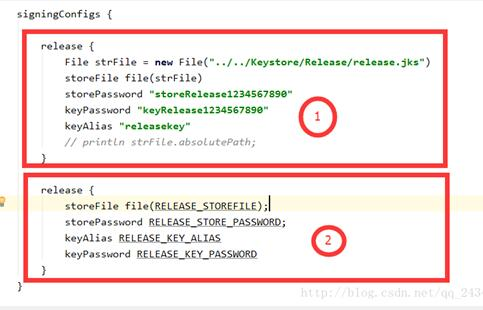 signingConfigs {
release {
File strFile = new File("../../Keystore/Release/release.jks")
storeFile file(strFile)
storePassword "storeRelease1234567890"
keyPassword "keyRelease1234567890"
keyAlias "releasekey"
// println strFile.absolutePath;
}
1
release {
storeFile file(RELEASE_STOREFILE);
storePassword RELEASE_STORE_PASSWORD;
keyAlias RELEASE_KEY_ALIAS
keyPassword RELEASE_KEY_PASSWORD
}
2
}
http://blog.csdn.net/qq_243